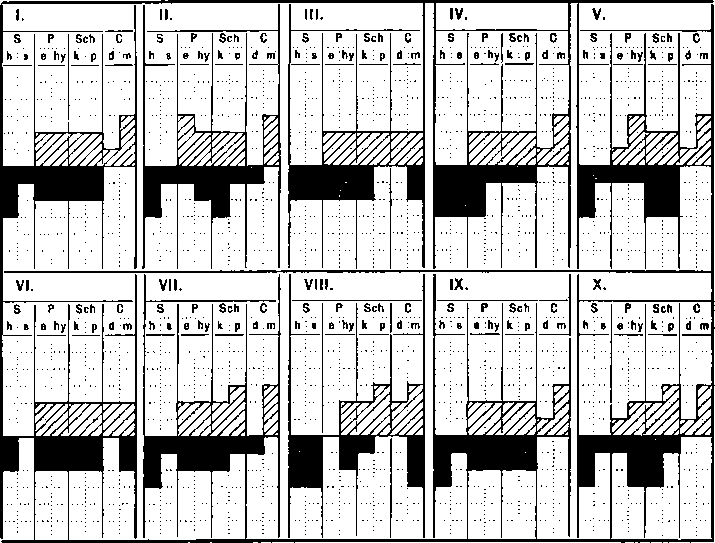 I. II. III. IV. V.
S P Sch C S P Sch C S P Sch C S P Sch C S P Sch C
h s e hy k p d m h s e hy k p d m h s e hy k p d m h s e hy k p d m h s e hy k p d m
VI. VII. VIII. IX. X.
S P Sch C S P Sch C S P Sch C S P Sch C S P Sch C
h s e hy k p d m h s e hy k p d m h s e hy k p d m h s e hy k p d m h s e hy k p d m